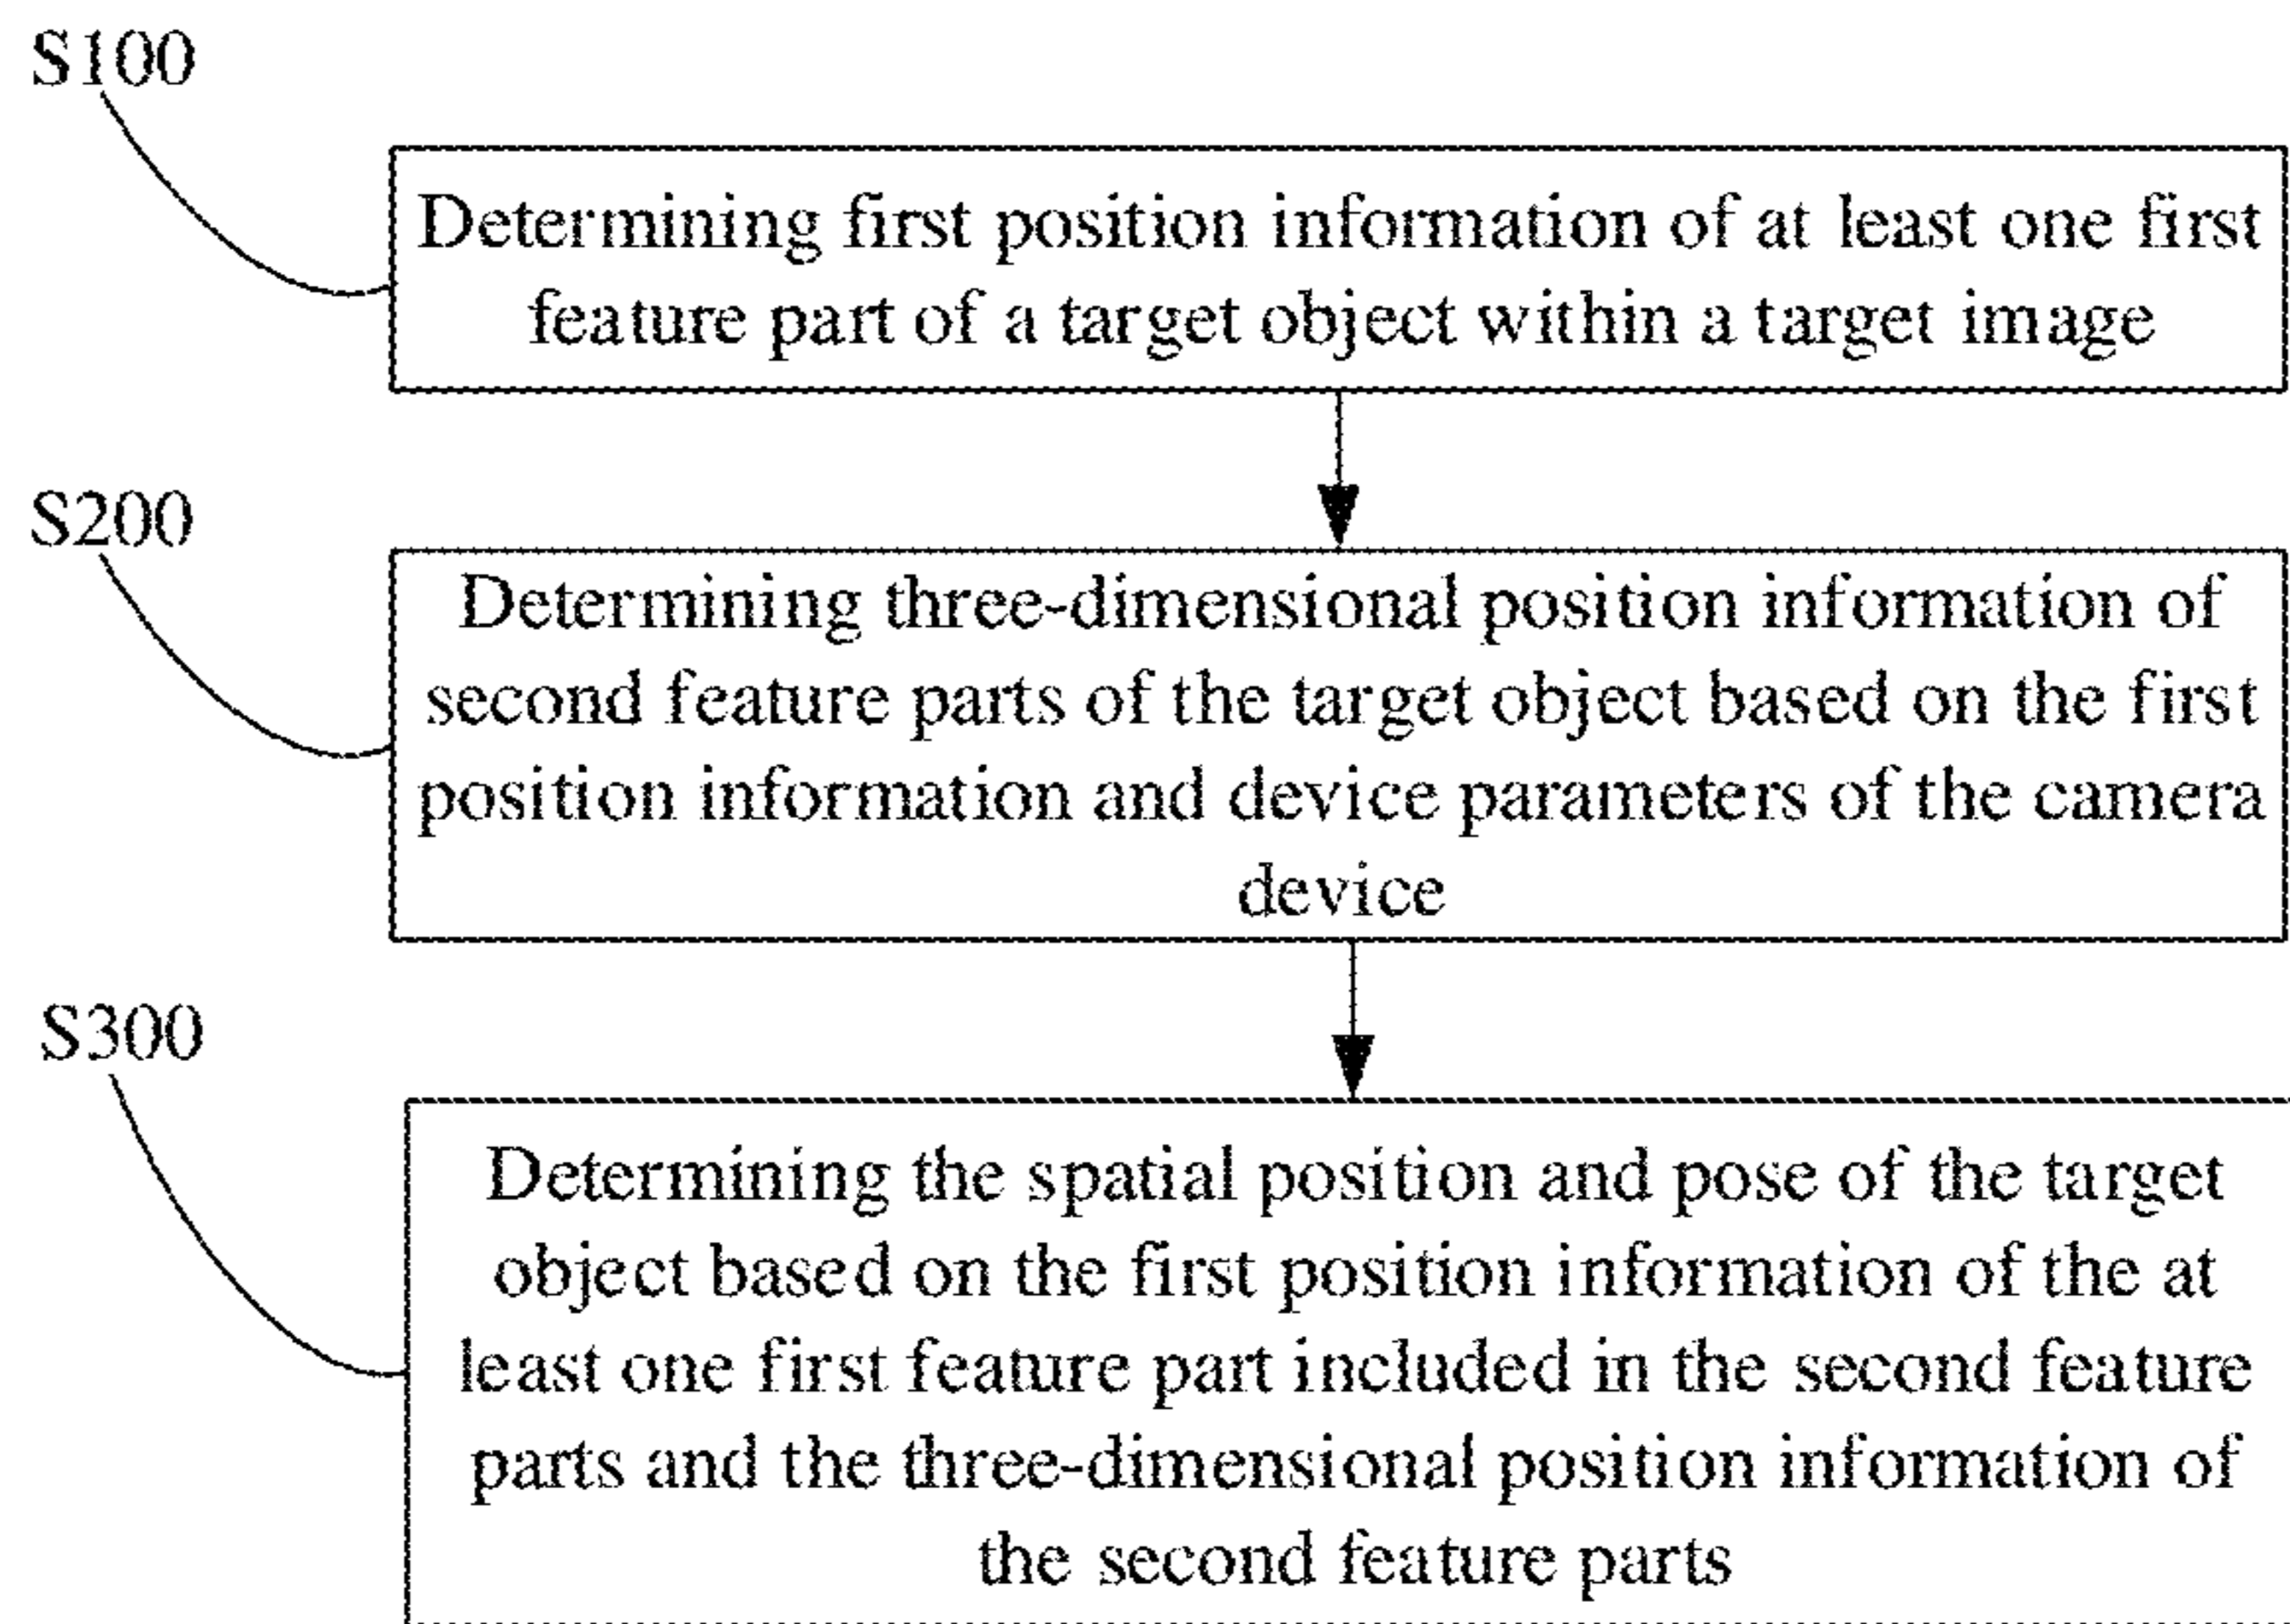 S100
Determining first position information of at least one first
feature part of a target object within a target image
S200
Determining three-dimensional position information of
second feature parts of the target object based on the first
position information and device parameters of the camera
device
S300
Determining the spatial position and pose of the target
object based on the first position information of the at
least one first feature part included in the second feature
parts and the three-dimensional position information of
the second feature parts